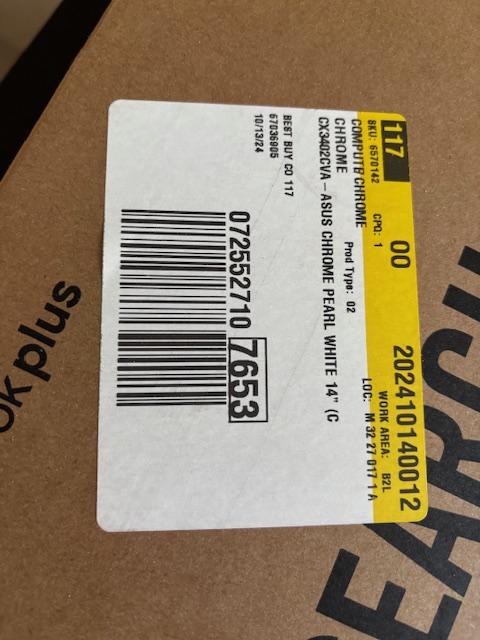 117
00
202410140012
SKU: 6570142
CPQ: 1
WORK AREA: B2L
COMPUTE CHROME
LOC: M 32 27 017 1 A
CHROME
Prod Type: 02
CX3402CVA - ASUS CHROME PEARL WHITE 14" (C
BEST BUY CO 117
67036905
10/13/24
072552710 7653
ok plus